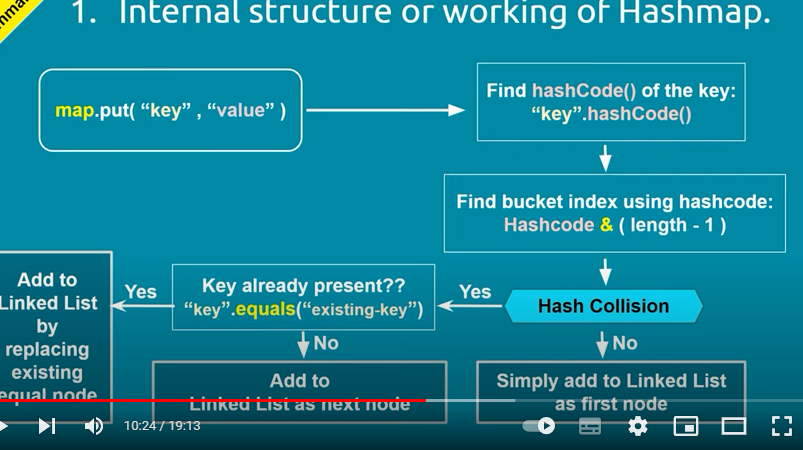 1. Internal structure or working of Hashmap.
map.put( “key” , “value” )
Find hashCode() of the key:
“key”.hashCode()
Find bucket index using hashcode:
Hashcode & ( length - 1 )
Hash Collision
Yes
No
Key already present??
“key”.equals(“existing-key”)
Yes
No
Add to
Linked List
by
replacing
existing
equal node
Add to
Linked List as next node
Simply add to Linked List
as first node
10:24 / 19:13